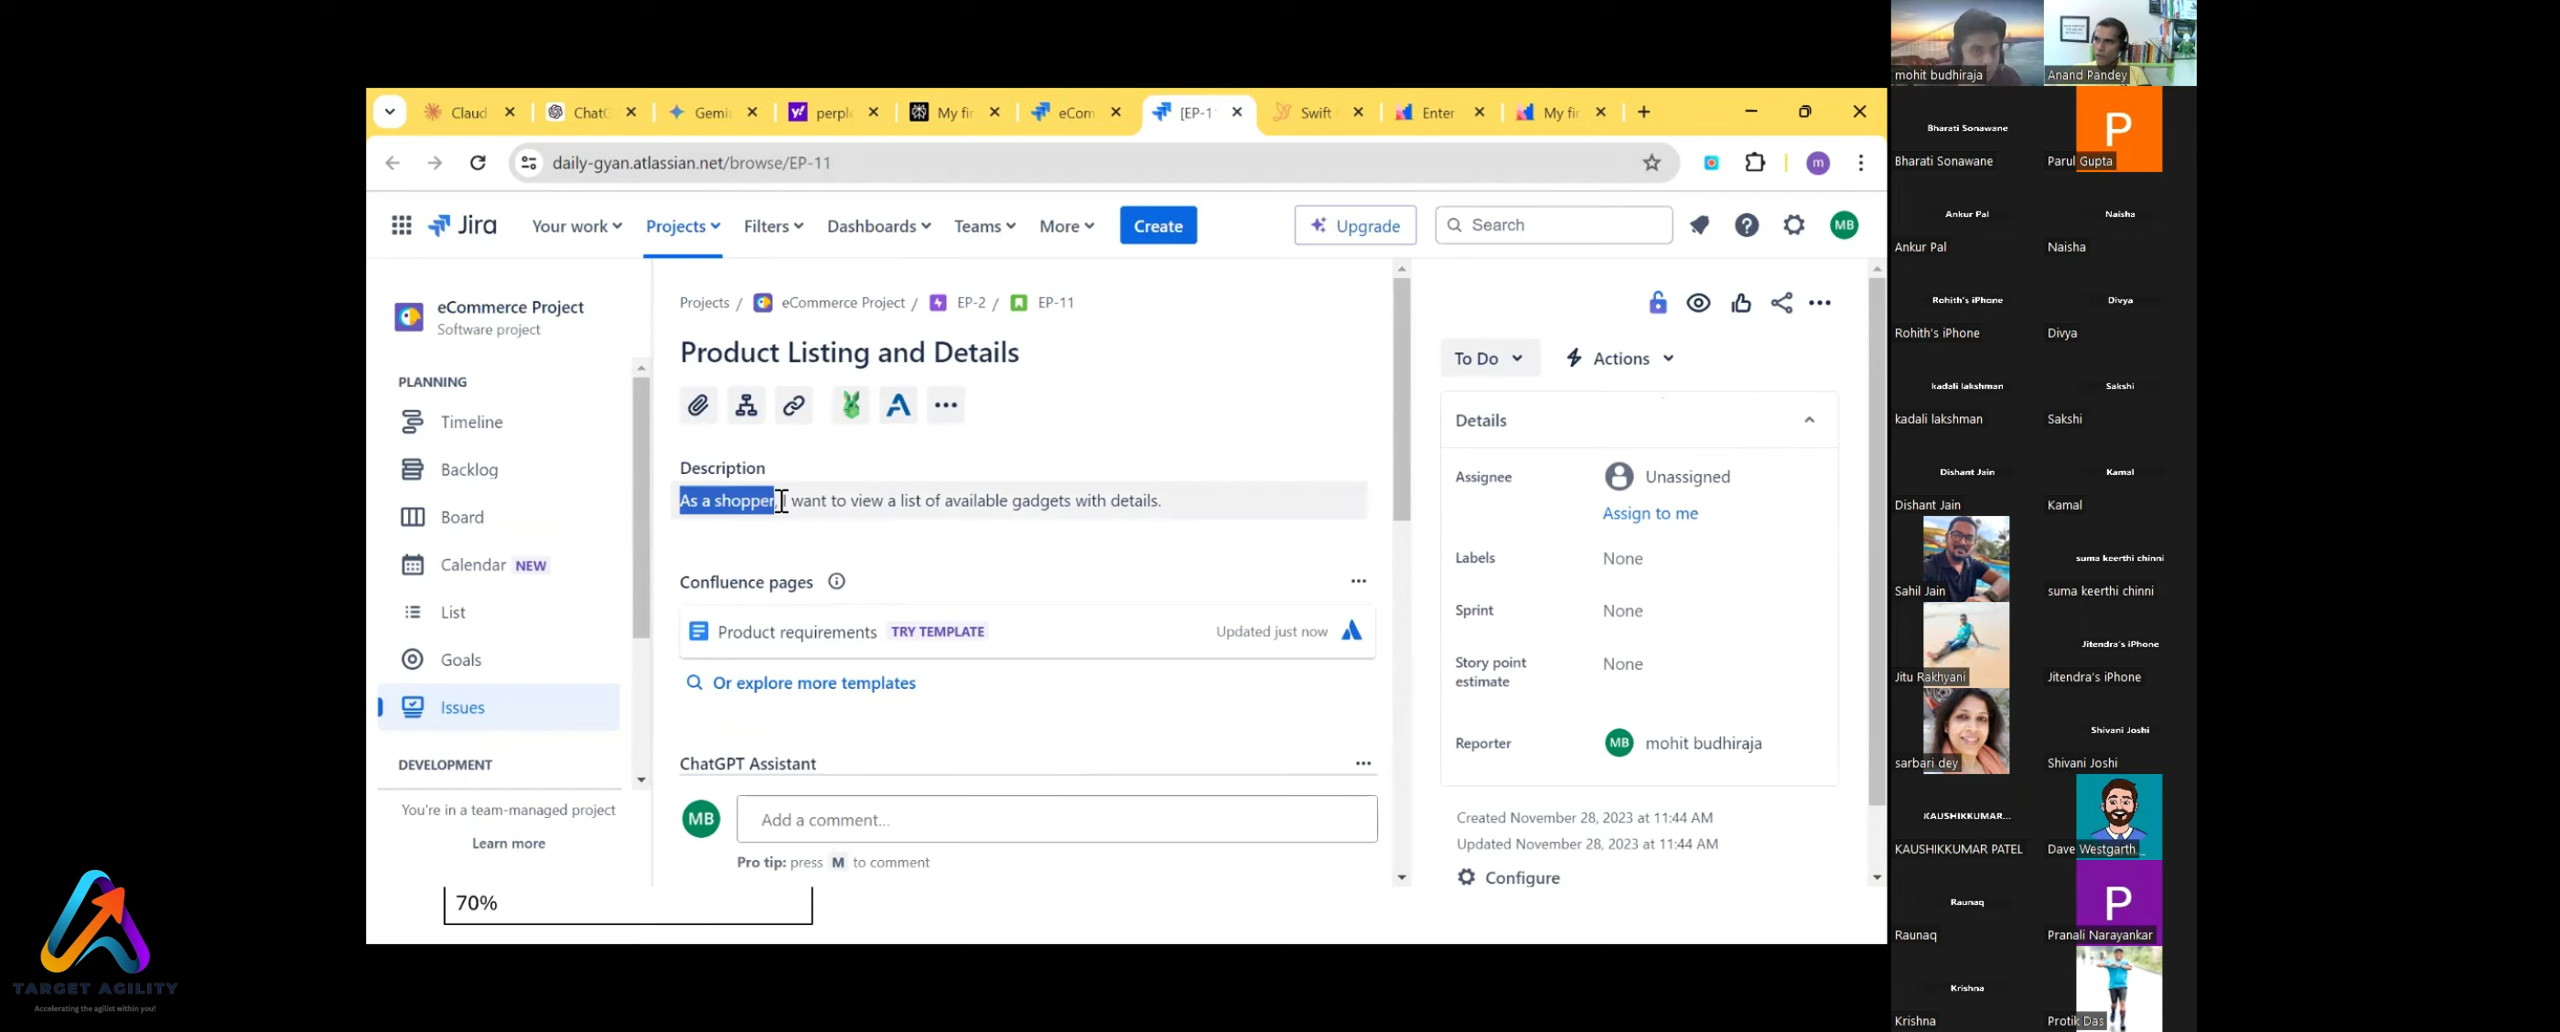 Claud
ChatG
Gemi
perple
My fir
eCom
[EP-1
Swift
Enter
My fir
daily-gyan.atlassian.net/browse/EP-11
m
Jira
Your work
Projects
Filters
Dashboards
Teams
More
Create
Upgrade
Search
MB
eCommerce Project
Software project
PLANNING
Timeline
Backlog
Board
Calendar NEW
List
Goals
Issues
DEVELOPMENT
You're in a team-managed project
Learn more
Projects / eCommerce Project / EP-2 / EP-11
Product Listing and Details
Description
As a shopper, I want to view a list of available gadgets with details.
Confluence pages
Product requirements TRY TEMPLATE Updated just now
Or explore more templates
ChatGPT Assistant
MB
Add a comment...
Pro tip: press M to comment
To Do
Actions
Details
Assignee Unassigned
Assign to me
Labels None
Sprint None
Story point
estimate
None
Reporter MB mohit budhiraja
Created November 28, 2023 at 11:44 AM
Updated November 28, 2023 at 11:44 AM
Configure
70%
TARGET AGILITY
Accelerating the agilist within you!
mohit budhiraja
Anand Pandey
Bharati Sonawane
Bharati Sonawane
P
Parul Gupta
Ankur Pal
Ankur Pal
Naisha
Naisha
Rohith's iPhone
Rohith's iPhone
Divya
Divya
kadali lakshman
kadali lakshman
Sakshi
Sakshi
Dishant Jain
Dishant Jain
Kamal
Kamal
Sahil Jain
suma keerthi chinni
suma keerthi chinni
Jitu Rakhyani
Jitendra's iPhone
Jitendra's iPhone
sarbari dey
Shivani Joshi
Shivani Joshi
KAUSHIKKUMAR...
KAUSHIKKUMAR PATEL
Dave Westgarth
Raunaq
Raunaq
P
Pranali Narayankar
Krishna
Krishna
Protik Das